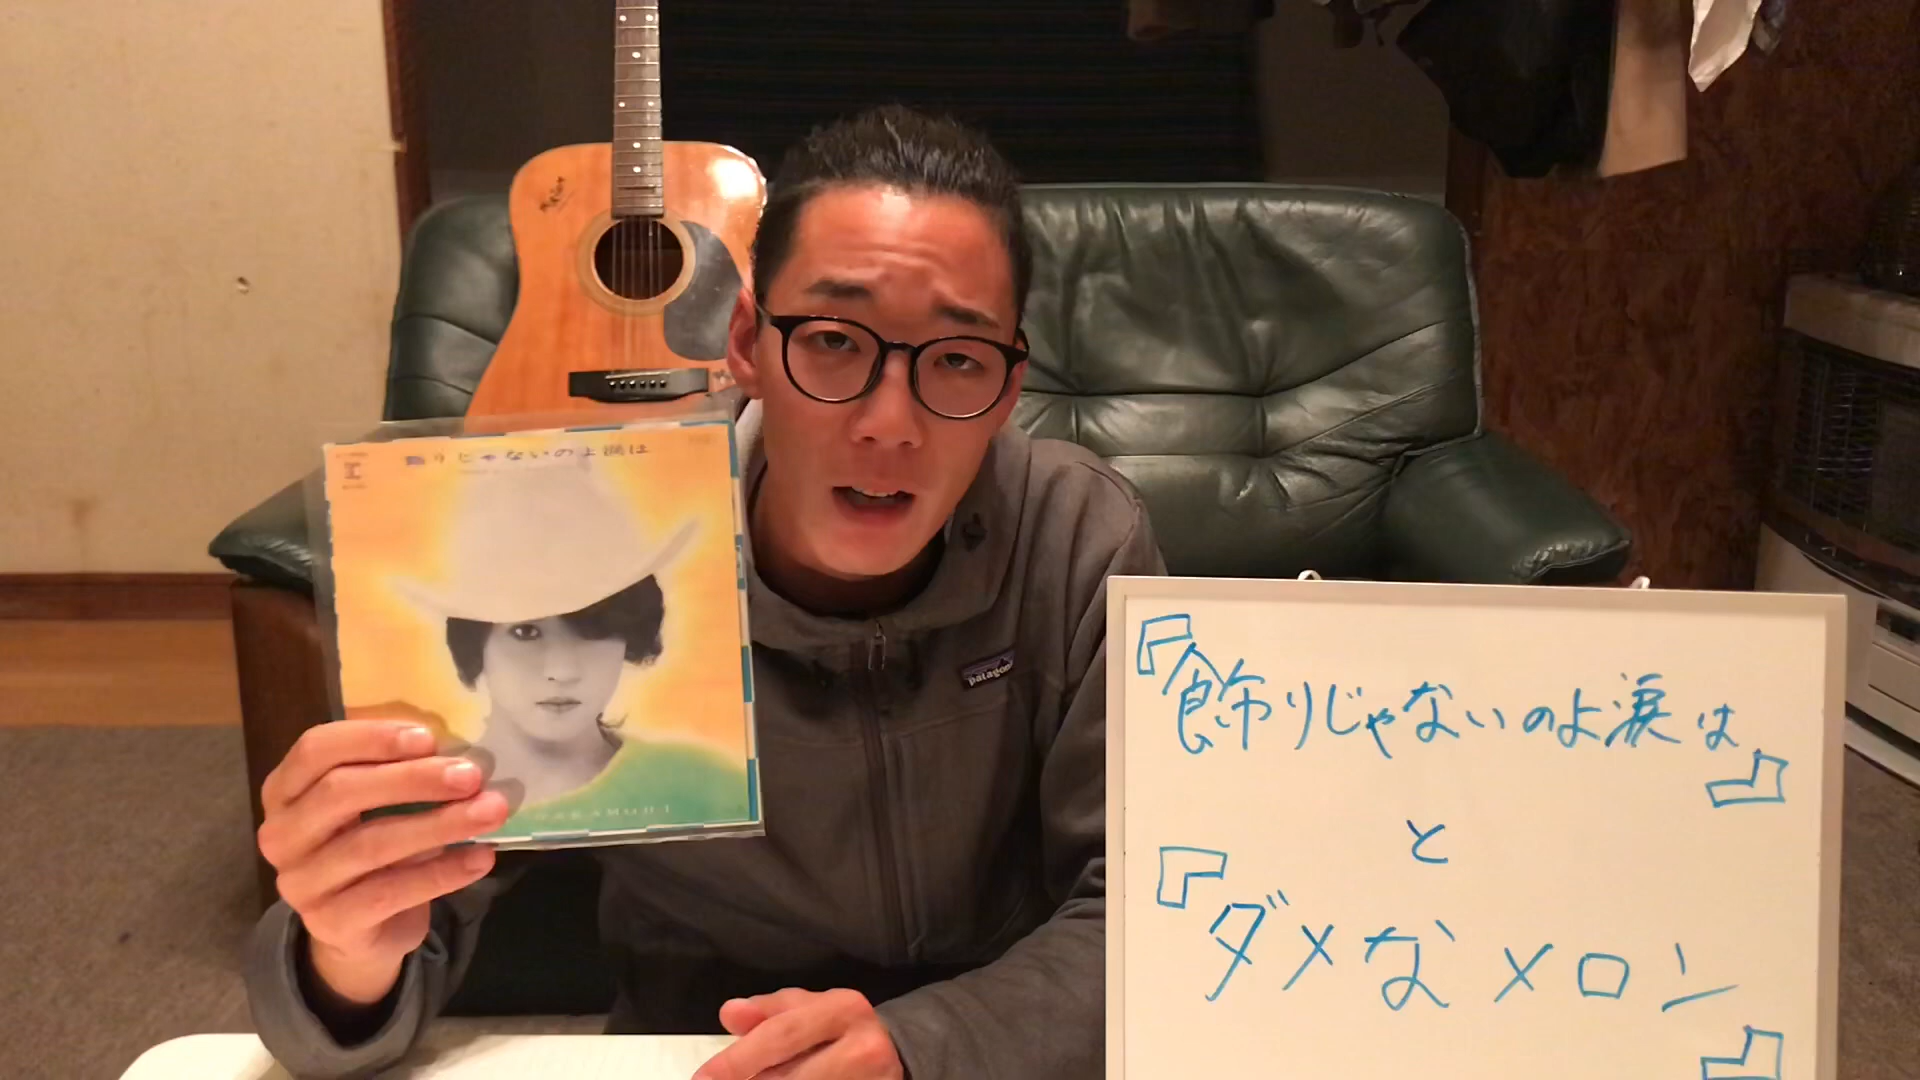 飾りじゃないのよ涙は
NAKAMORI
patagonia
『飾りじゃないのよ涙は』
と
『ダメなメロン』